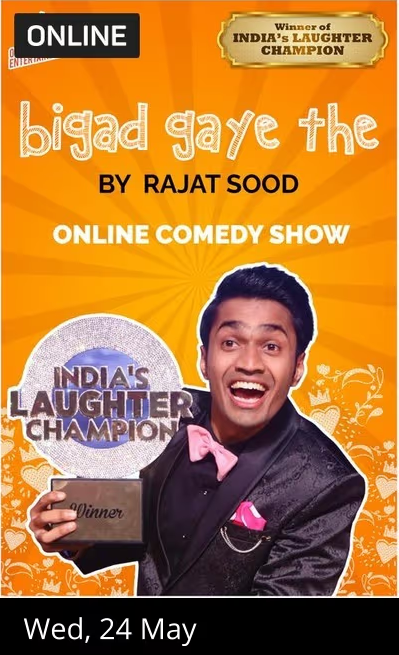 ONLINE
Winner of
INDIA's LAUGHTER
CHAMPION
bigad gaye the
BY RAJAT SOOD
ONLINE COMEDY SHOW
INDIA'S
LAUGHTER
CHAMPION
Winner
Wed, 24 May